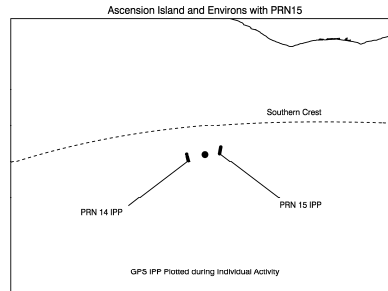 Ascension Island and Environs with PRN15
Southern Crest
PRN 14 IPP
PRN 15 IPP
GPS IPP Plotted during Individual Activity